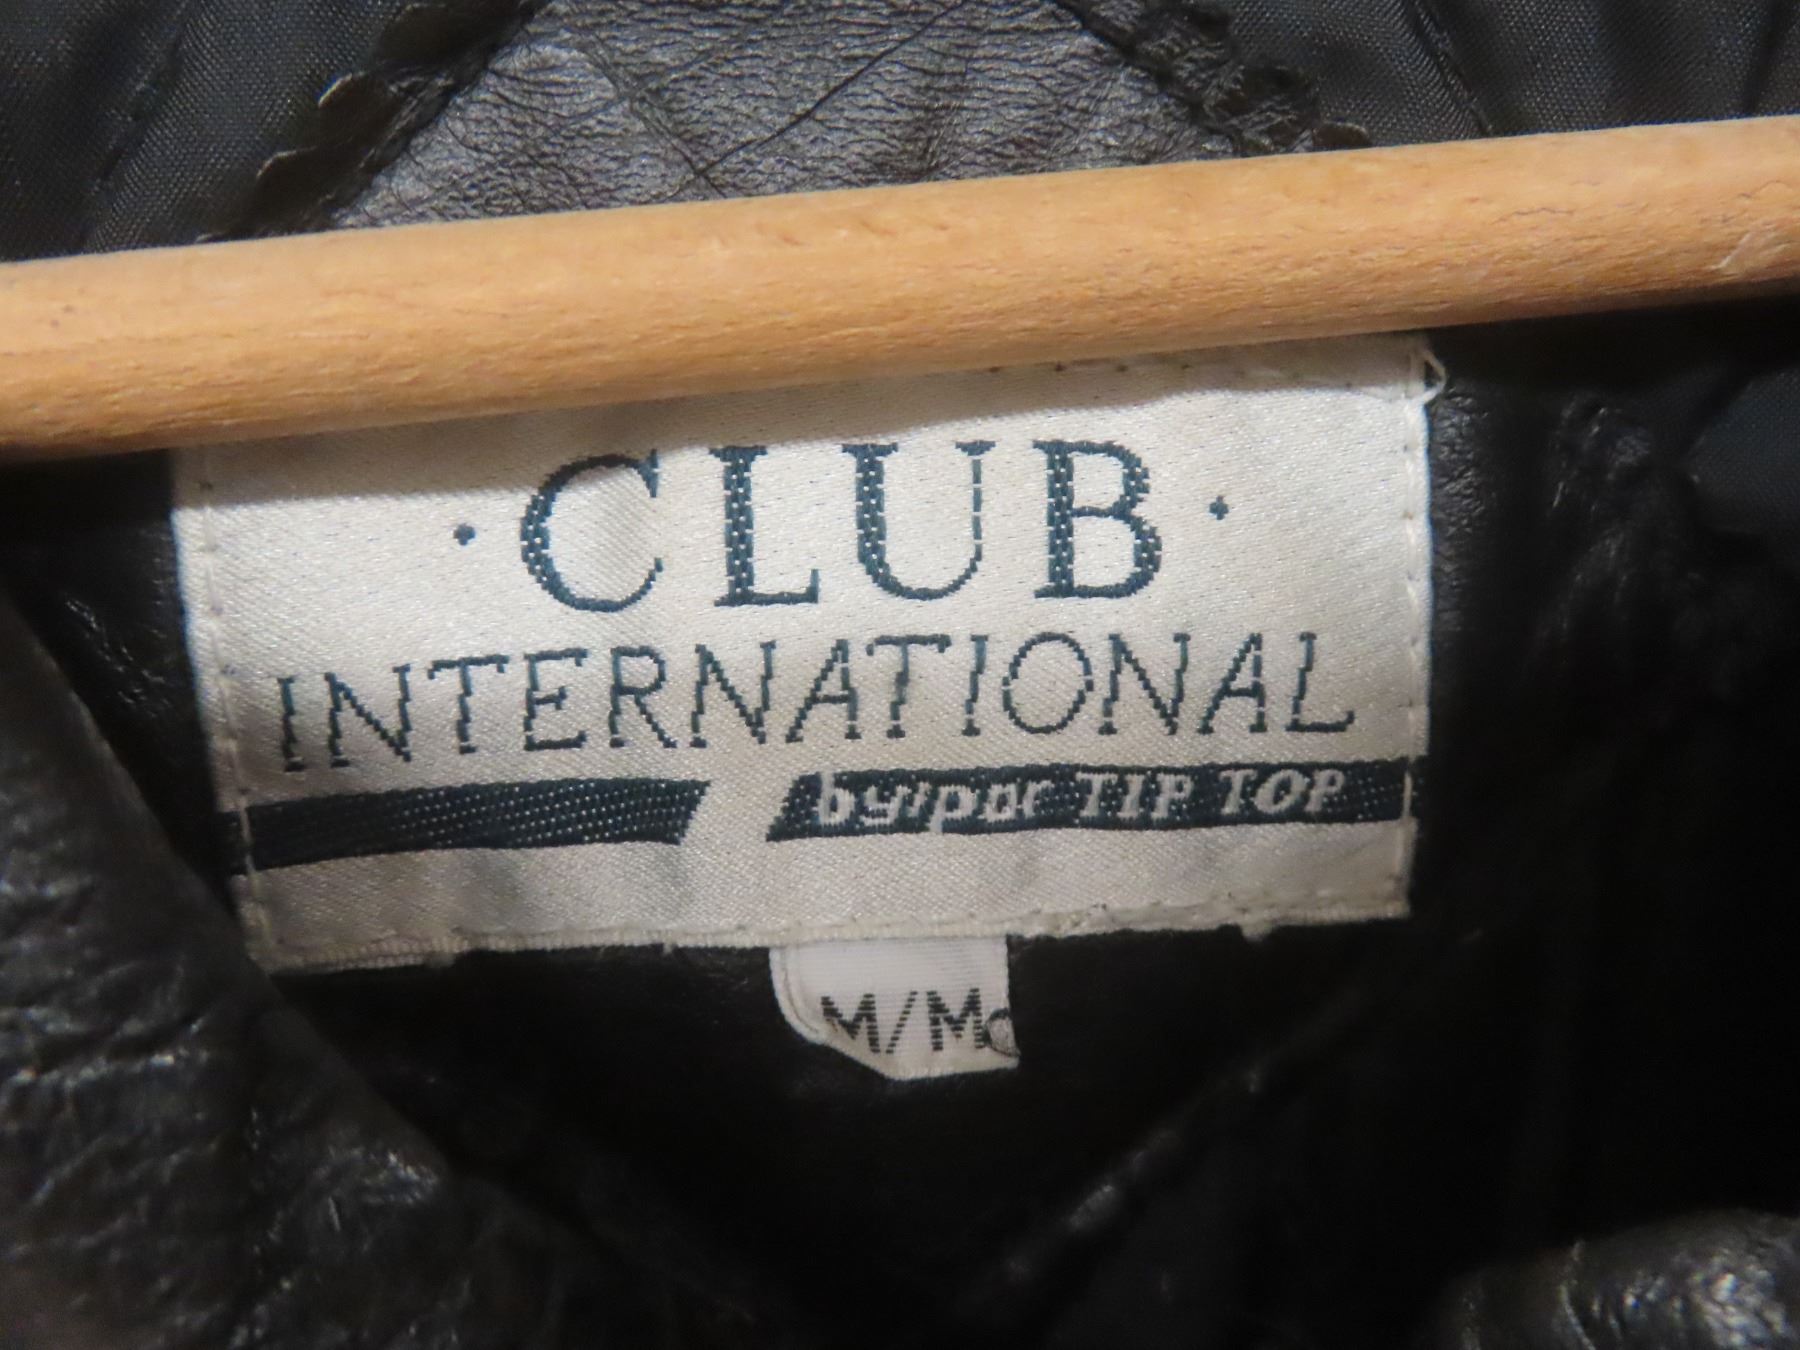 · CLUB ·
INTERNATIONAL
by/par TIP TOP
M/M